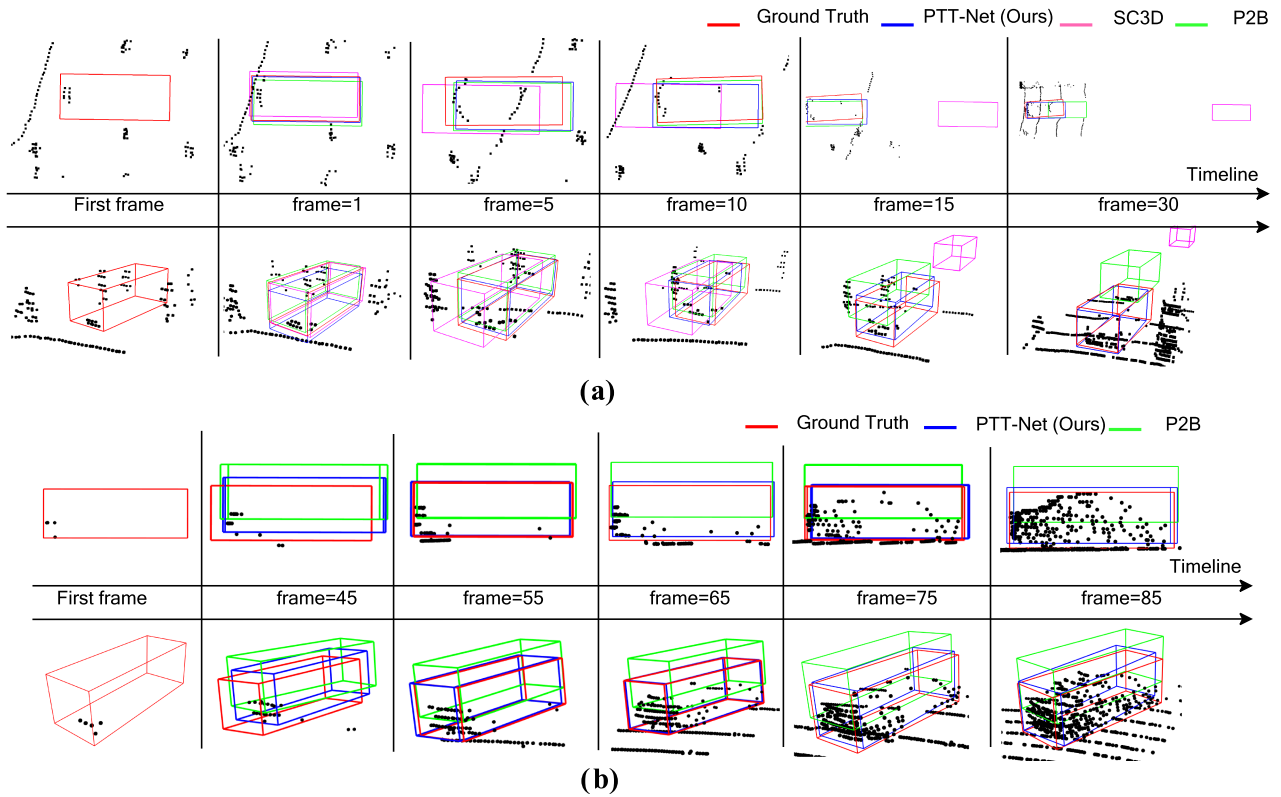 Ground Truth PTT-Net (Ours) SC3D P2B
Timeline
First frame frame=1 frame=5 frame=10 frame=15 frame=30
(a)
Ground Truth PTT-Net (Ours) P2B
Timeline
First frame frame=45 frame=55 frame=65 frame=75 frame=85
(b)